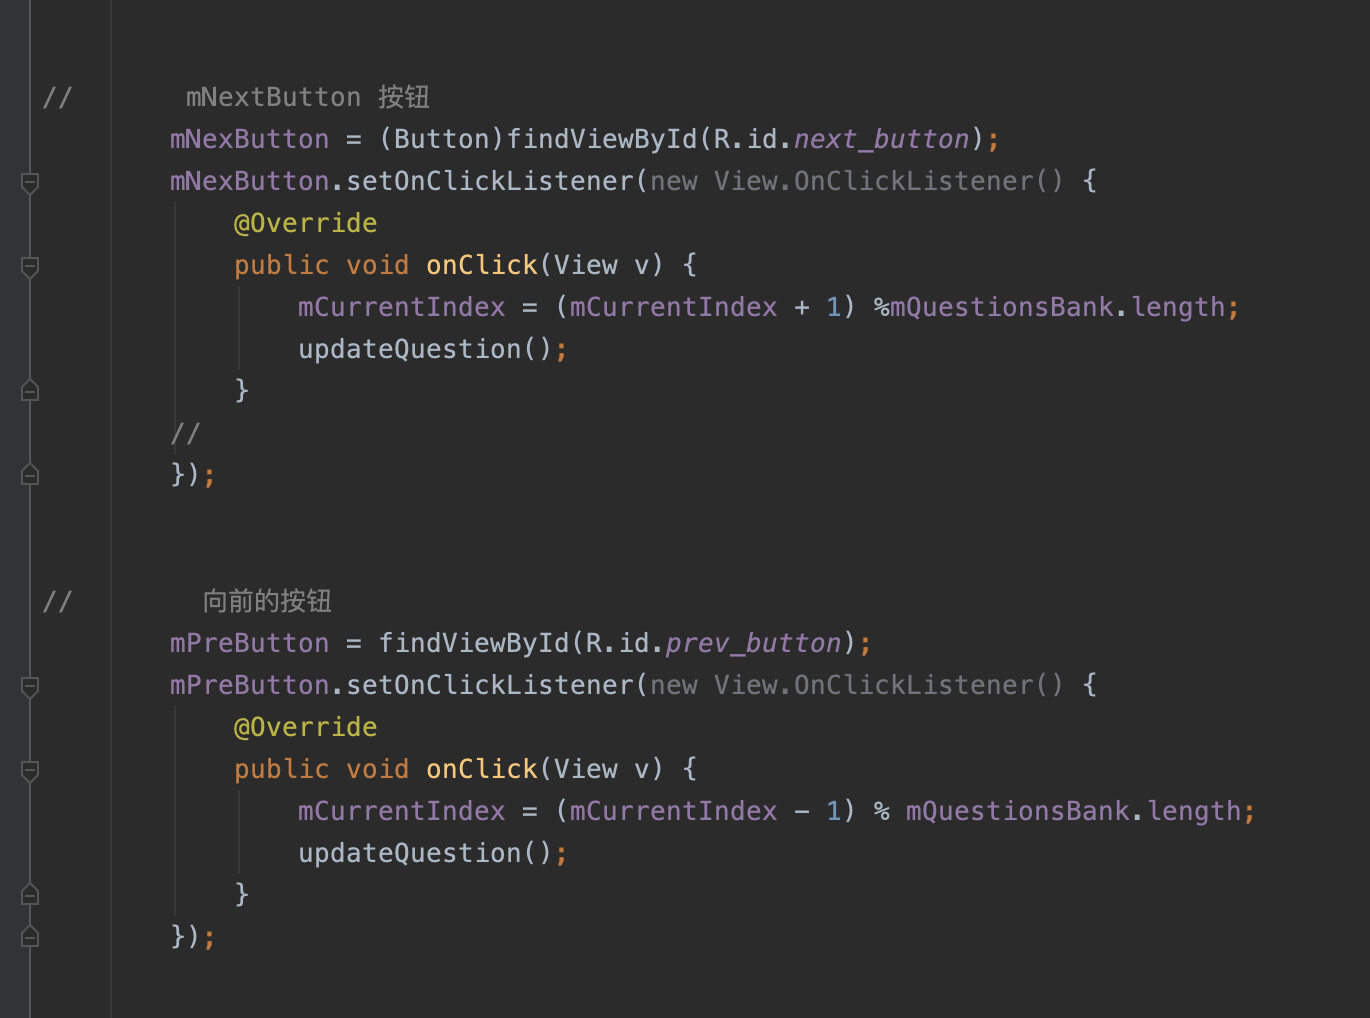 //       mNextButton 按钮
        mNexButton = (Button)findViewById(R.id.next_button);
        mNexButton.setOnClickListener(new View.OnClickListener() {
            @Override
            public void onClick(View v) {
                mCurrentIndex = (mCurrentIndex + 1) %mQuestionsBank.length;
                updateQuestion();
            }
        //
        });
//        向前的按钮
        mPreButton = findViewById(R.id.prev_button);
        mPreButton.setOnClickListener(new View.OnClickListener() {
            @Override
            public void onClick(View v) {
                mCurrentIndex = (mCurrentIndex - 1) % mQuestionsBank.length;
                updateQuestion();
            }
        });